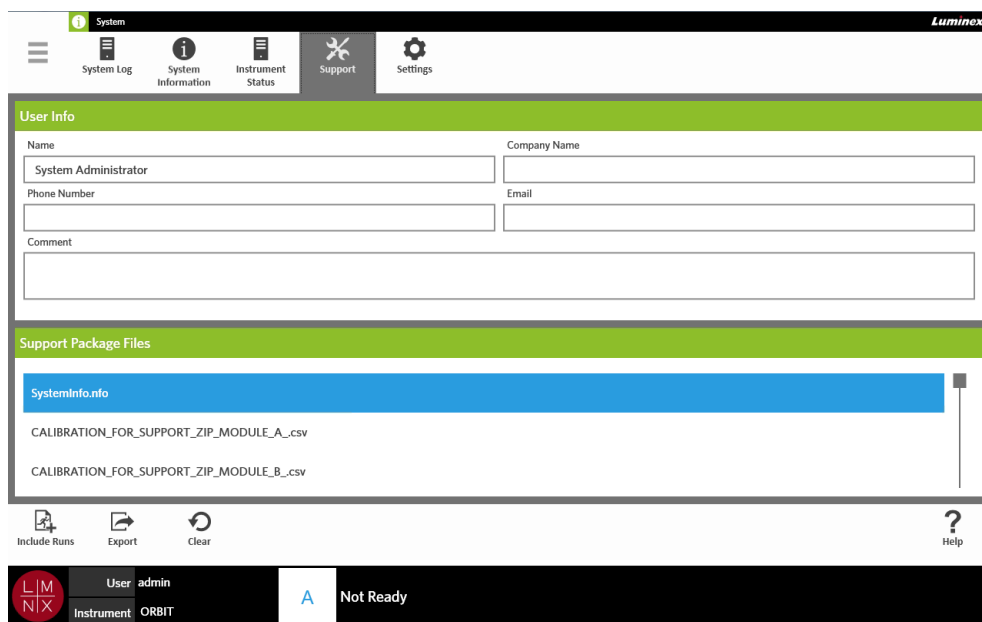 System
Luminex
System Log
System
Information
Instrument
Status
Support
Settings
User Info
Name
Company Name
System Administrator
Phone Number
Email
Comment
Support Package Files
SystemInfo.nfo
CALIBRATION_FOR_SUPPORT_ZIP_MODULE_A_.csv
CALIBRATION_FOR_SUPPORT_ZIP_MODULE_B_.csv
Include Runs
Export
Clear
Help
LM
NX
User admin
Instrument ORBIT
A
Not Ready